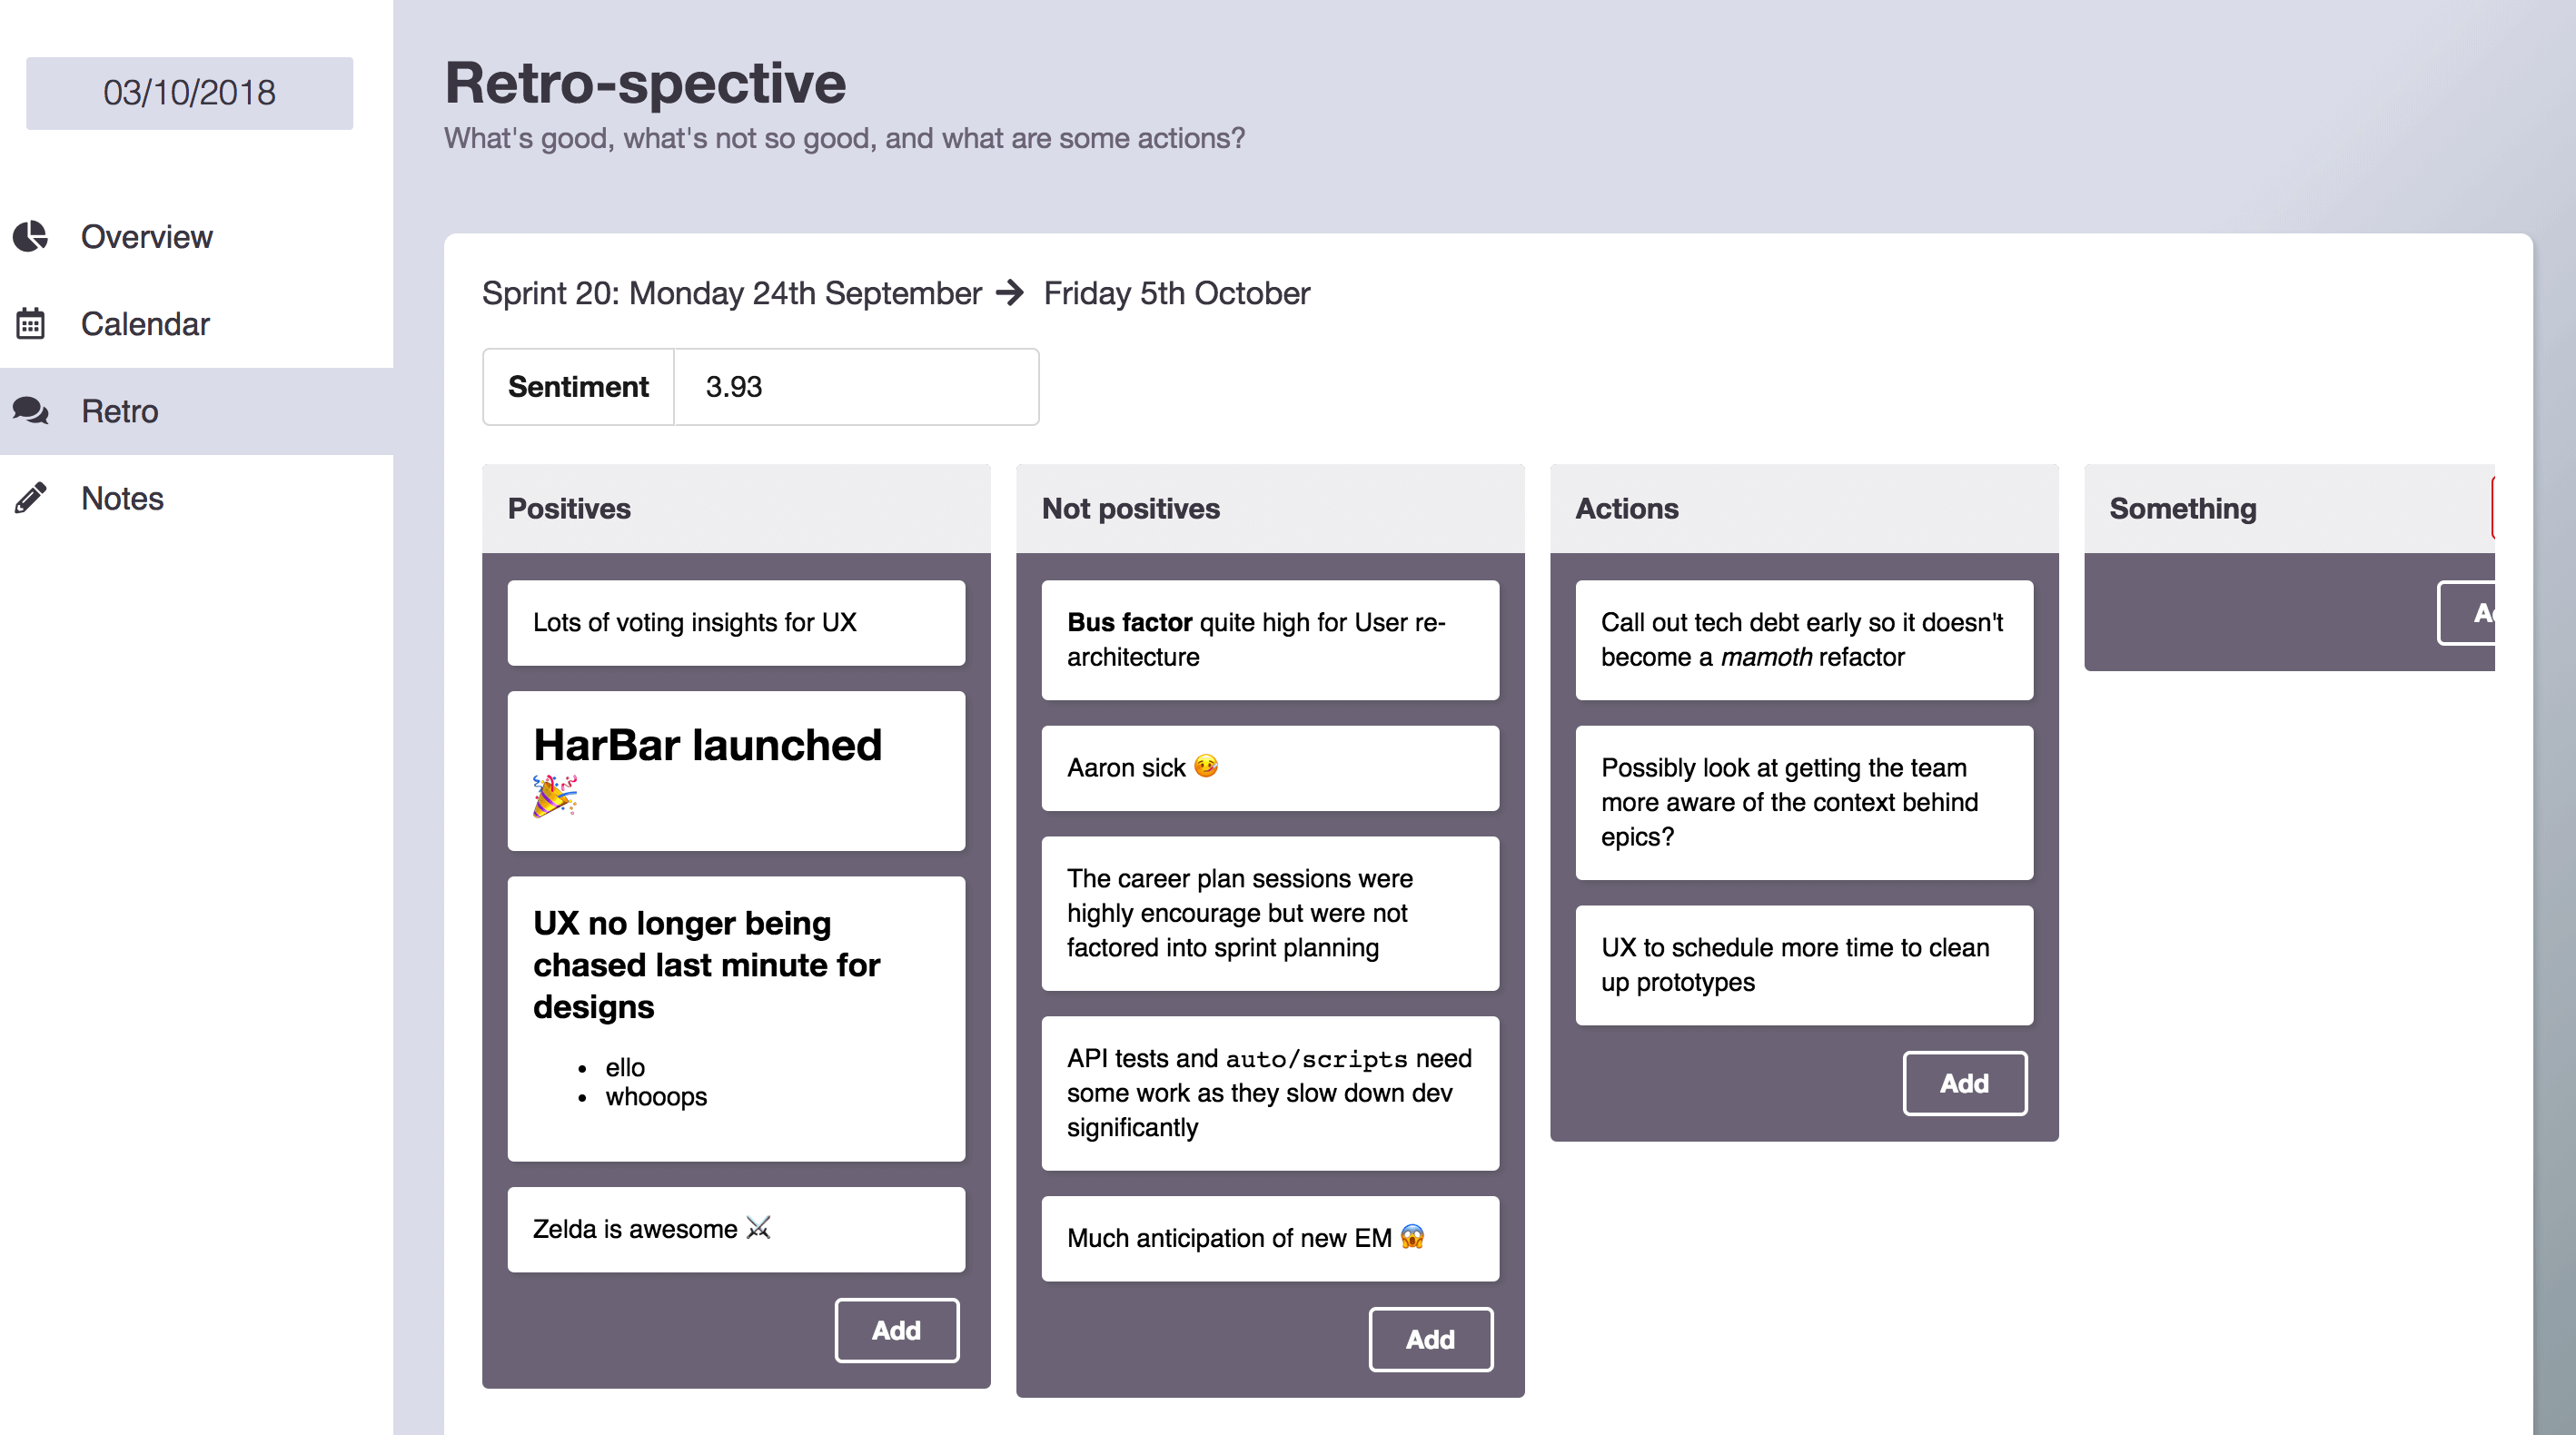 03/10/2018
Overview
Calendar
Retro
Notes
Retro-spective
What's good, what's not so good, and what are some actions?
Sprint 20: Monday 24th September → Friday 5th October
Sentiment 3.93
Positives
Lots of voting insights for UX
HarBar launched
🎉
UX no longer being
chased last minute for
designs
• ello
• whooops
Zelda is awesome ⚔
Add
Not positives
Bus factor quite high for User re-
architecture
Aaron sick 🤒
The career plan sessions were
highly encourage but were not
factored into sprint planning
API tests and auto/scripts need
some work as they slow down dev
significantly
Much anticipation of new EM 😱
Add
Actions
Call out tech debt early so it doesn't
become a mamoth refactor
Possibly look at getting the team
more aware of the context behind
epics?
UX to schedule more time to clean
up prototypes
Add
Something